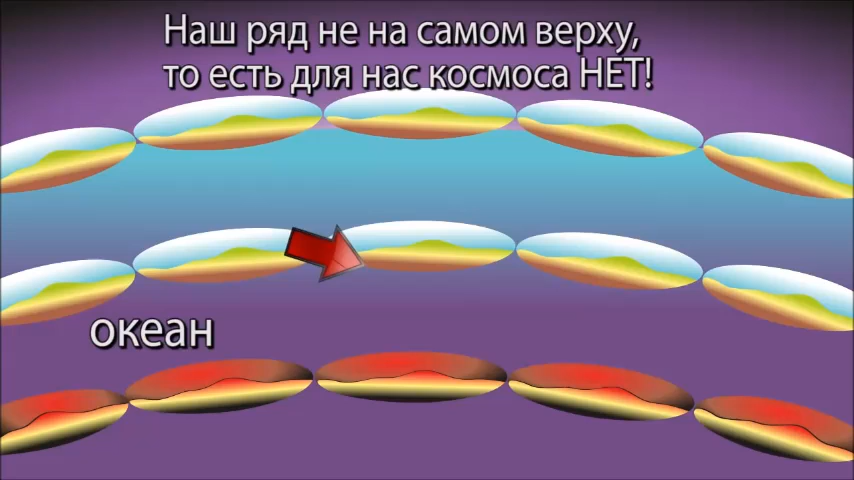 Наш ряд не на самом верху,
то есть для нас космоса НЕТ!
океан